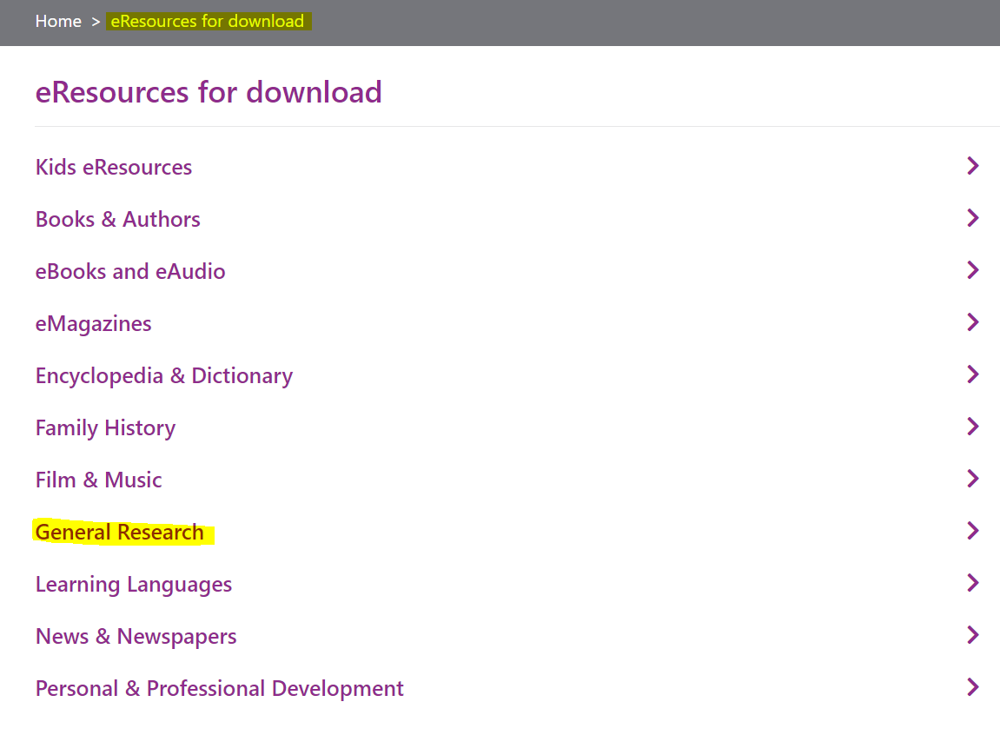 Home > eResources for download
eResources for download
Kids eResources
Books & Authors
eBooks and eAudio
eMagazines
Encyclopedia & Dictionary
Family History
Film & Music
General Research
Learning Languages
News & Newspapers
Personal & Professional Development